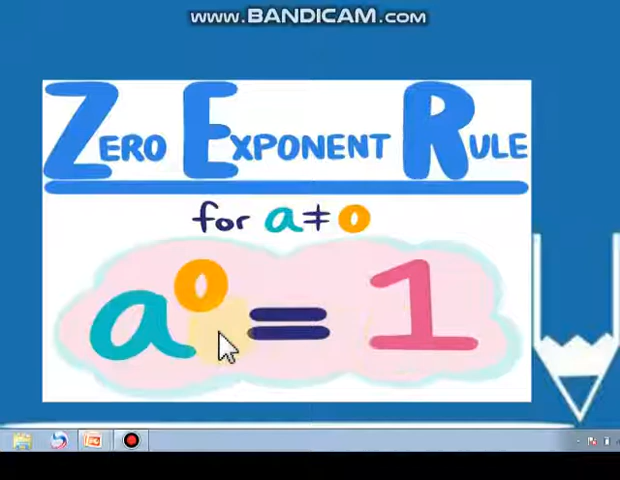 www.BANDICAM.com
ZERO EXPONENT RULE
for a≠0
a⁰ = 1